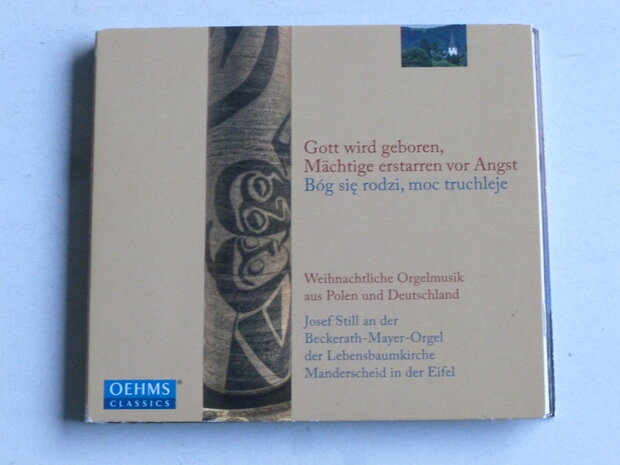 Gott wird geboren,
Mächtige erstarren vor Angst
Bóg się rodzi, moc truchleje
Weihnachtliche Orgelmusik
aus Polen und Deutschland
Josef Still an der
Beckerath-Mayer-Orgel
der Lebensbaumkirche
Manderscheid in der Eifel
OEHMS®
CLASSICS